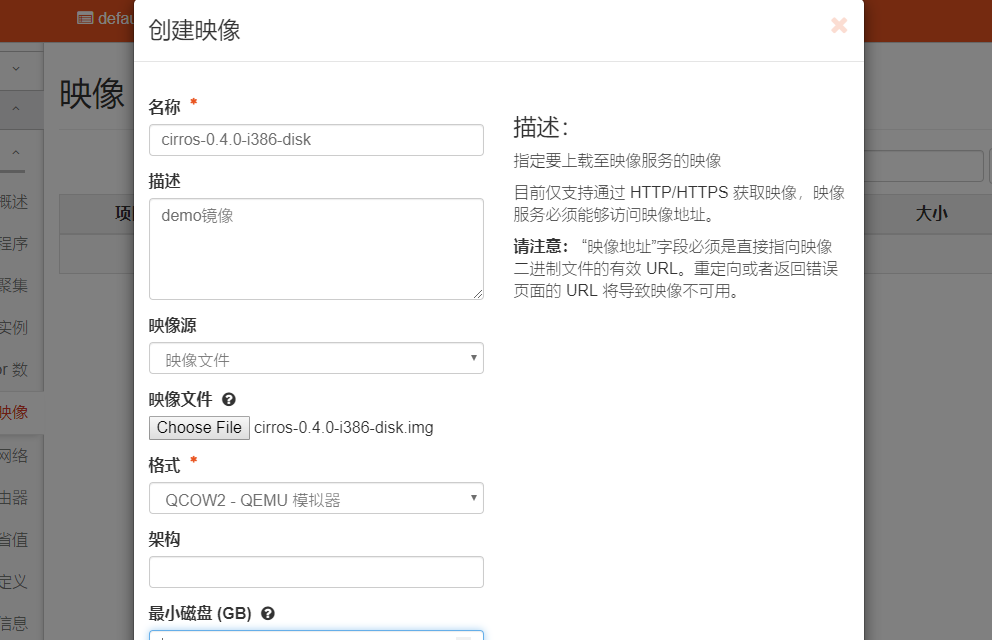 defau
创建映像
映像
名称 *
cirros-0.4.0-i386-disk
描述
demo镜像
映像源
映像文件
映像文件
Choose File cirros-0.4.0-i386-disk.img
格式 *
QCOW2 - QEMU 模拟器
架构
最小磁盘 (GB)
描述：
指定要上载至映像服务的映像
目前仅支持通过 HTTP/HTTPS 获取映像，映像
服务必须能够访问映像地址。
请注意： “映像地址”字段必须是直接指向映像
二进制文件的有效 URL。重定向或者返回错误
页面的 URL 将导致映像不可用。
概述
程序
聚集
实例
or 数
映像
网络
由器
省值
定义
信息
大小